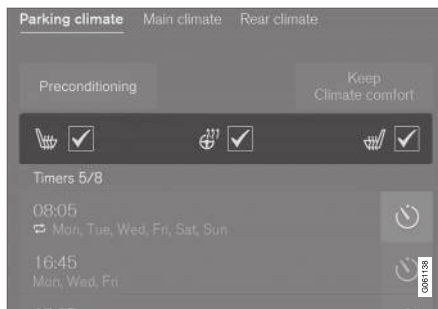 Parking climate Main climate Rear climate
Preconditioning
Keep
Climate comfort
Timers 5/8
08:05
Mon, Tue, Wed, Fri, Sat, Sun
16:45
Mon, Wed, Fri
G061138